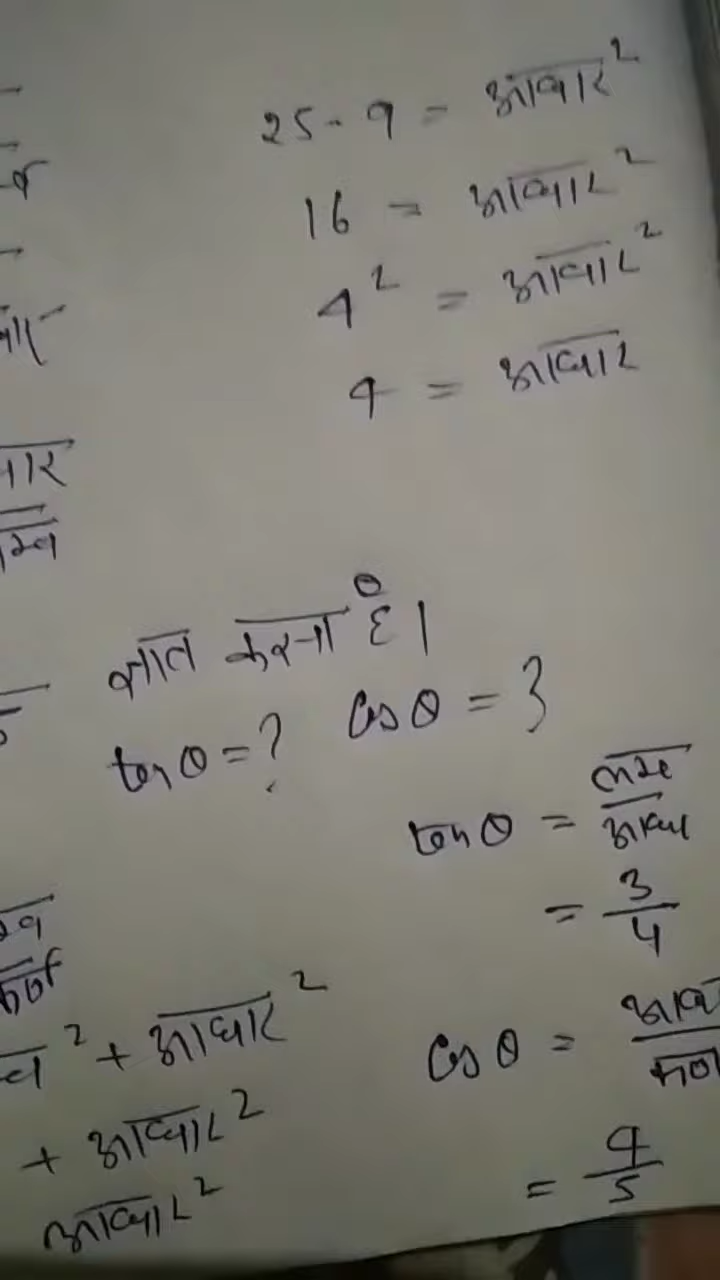 25 - 9 = आधार²
16 = आधार²
4² = आधार²
4 = आधार
ार
ज्ञात करना है।
tanθ = ? cosθ = ?
tanθ = लम्ब / आधा
= 3/4
कर्ण
² + आधार²
+ आधार²
आधार²
cosθ = आधा / कर्ण
= 4/5